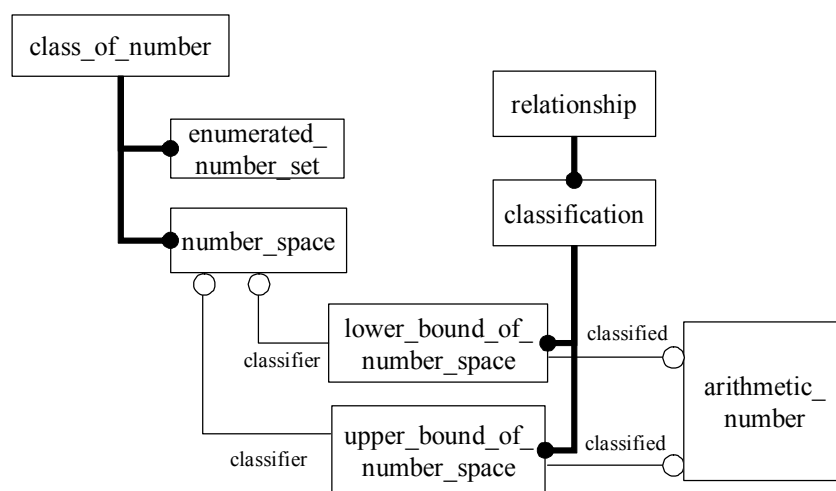 class_of_number
relationship
enumerated_
number_set
classification
number_space
lower_bound_of_
number_space
classifier
classified
arithmetic_
number
upper_bound_of_
number_space
classifier
classified